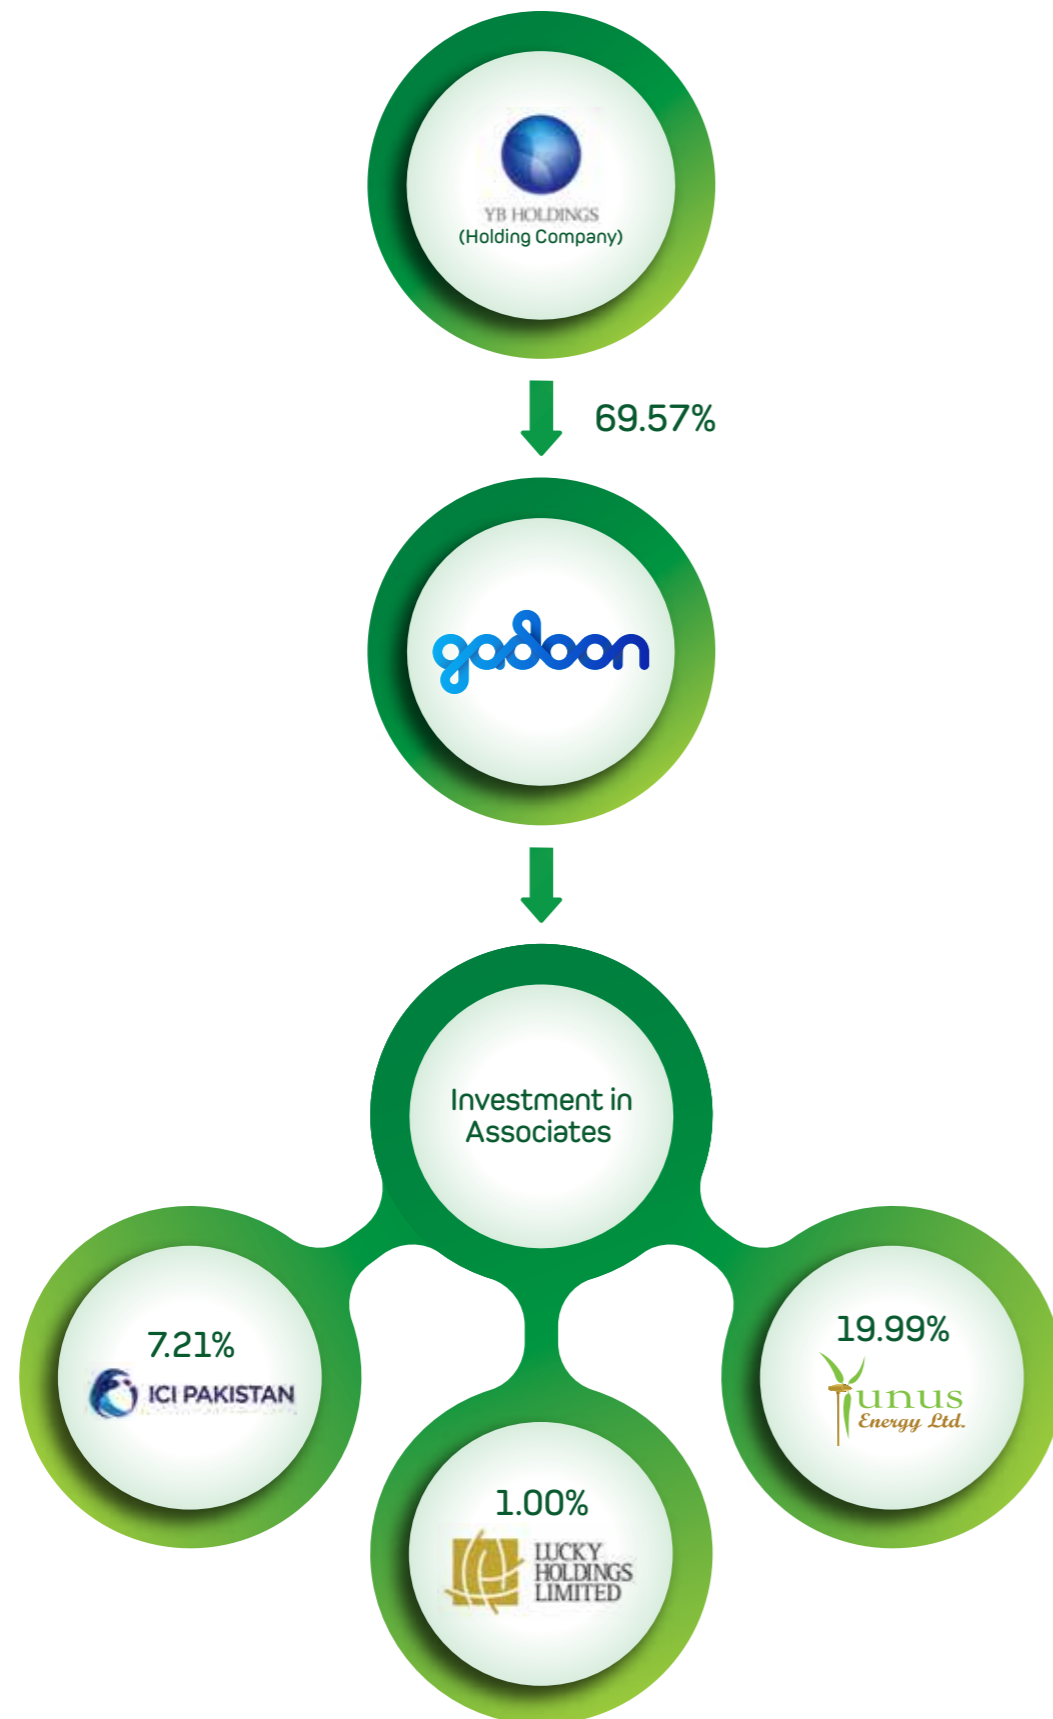 YB HOLDINGS
(Holding Company)
69.57%
gadoon
Investment in
Associates
7.21%
ICI PAKISTAN
19.99%
Yunus
Energy Ltd.
1.00%
LUCKY
HOLDINGS
LIMITED